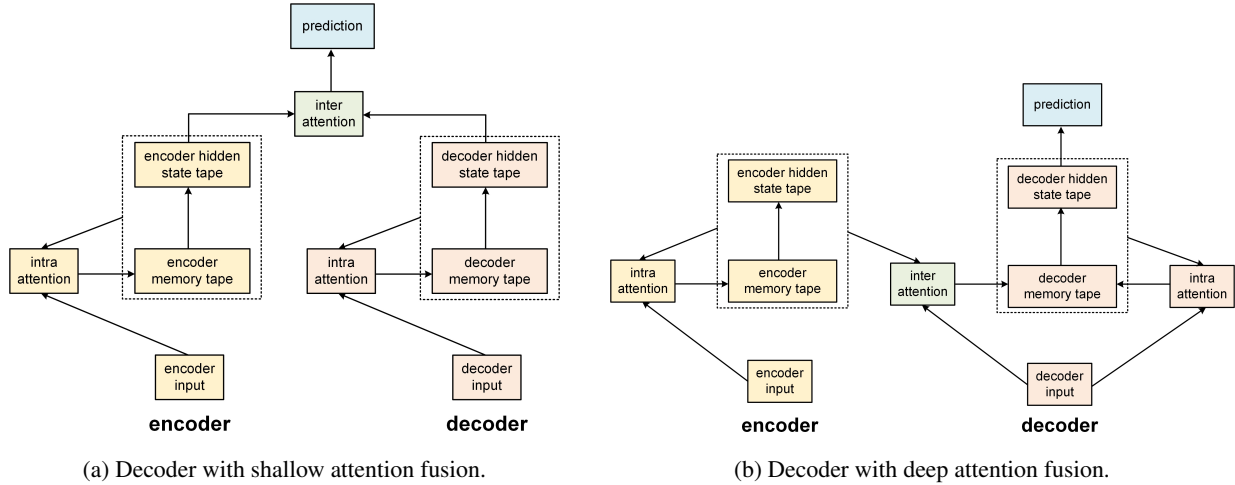 prediction
inter
attention
encoder hidden
state tape
decoder hidden
state tape
intra
attention
encoder
memory tape
intra
attention
decoder
memory tape
encoder
input
decoder
input
encoder
decoder
(a) Decoder with shallow attention fusion.
prediction
encoder hidden
state tape
decoder hidden
state tape
intra
attention
encoder
memory tape
inter
attention
decoder
memory tape
intra
attention
encoder
input
decoder
input
encoder
decoder
(b) Decoder with deep attention fusion.